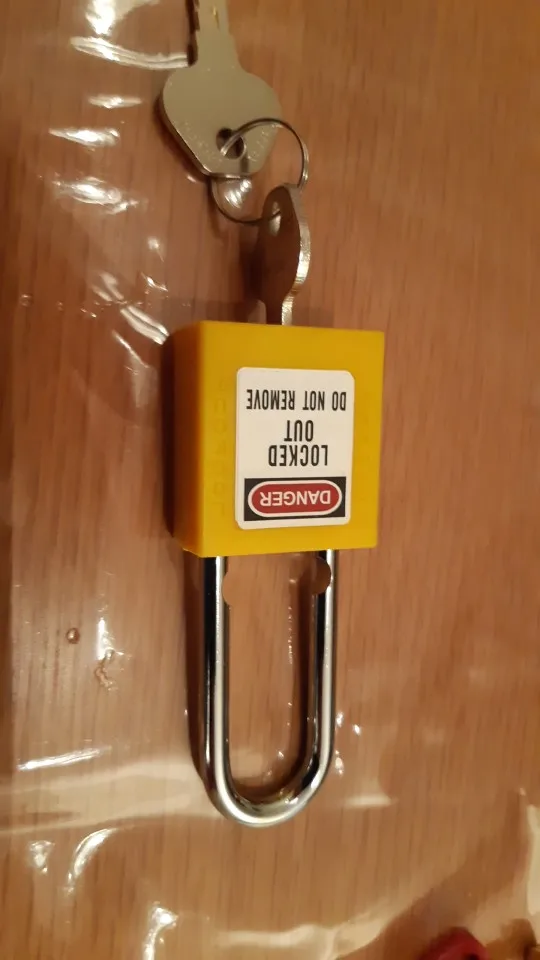 DANGER
LOCKED
OUT
DO NOT REMOVE